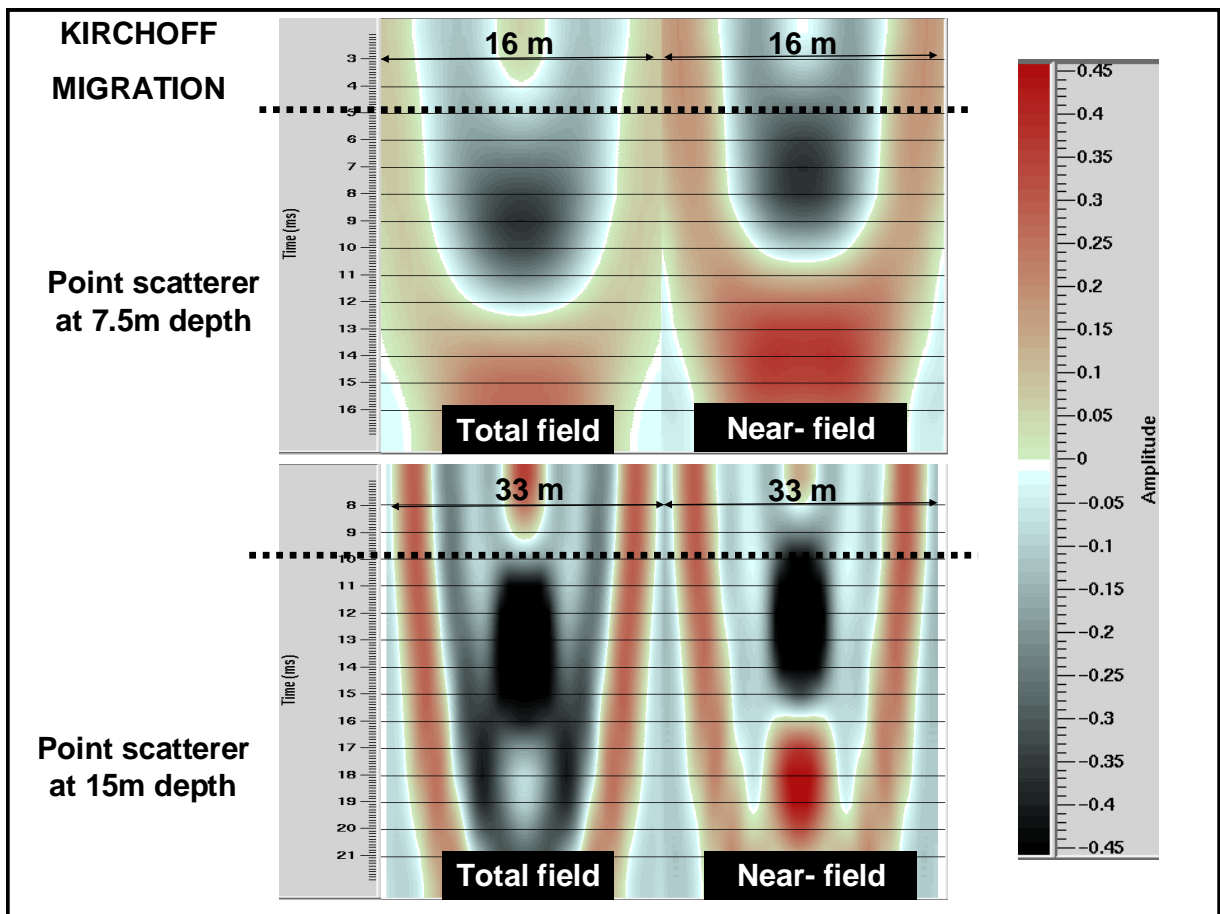 KIRCHOFF
MIGRATION
16 m
16 m
3
4
5
6
7
8
9
10
11
12
13
14
15
16
Time (ms)
Point scatterer
at 7.5m depth
Total field
Near- field
33 m
33 m
8
9
10
11
12
13
14
15
16
17
18
19
20
21
Time (ms)
Point scatterer
at 15m depth
Total field
Near- field
0.45
0.4
0.35
0.3
0.25
0.2
0.15
0.1
0.05
0
-0.05
-0.1
-0.15
-0.2
-0.25
-0.3
-0.35
-0.4
-0.45
Amplitude